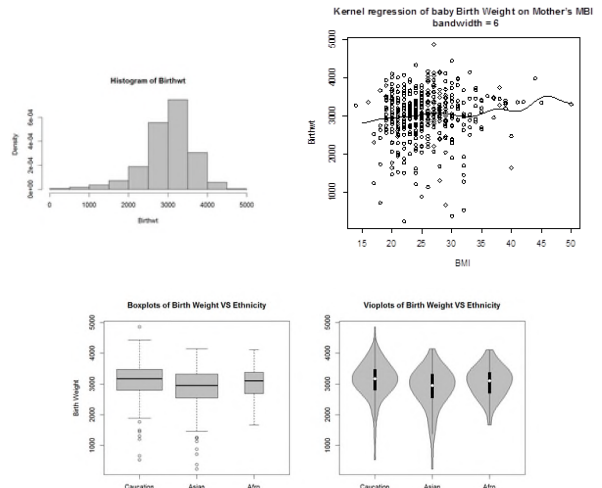 Kernel regression of baby Birth Weight on Mother's MBI
bandwidth = 6
Histogram of Birthwt
Density
0e+00 2e-04 4e-04 6e-04
0 1000 2000 3000 4000 5000
Birthwt
Birthwt
1000 2000 3000 4000 5000
15 20 25 30 35 40 45 50
BMI
Boxplots of Birth Weight VS Ethnicity
Birth Weight
1000 2000 3000 4000 5000
Caucation Asian Afro
Vioplots of Birth Weight VS Ethnicity
1000 2000 3000 4000 5000
Caucation Asian Afro